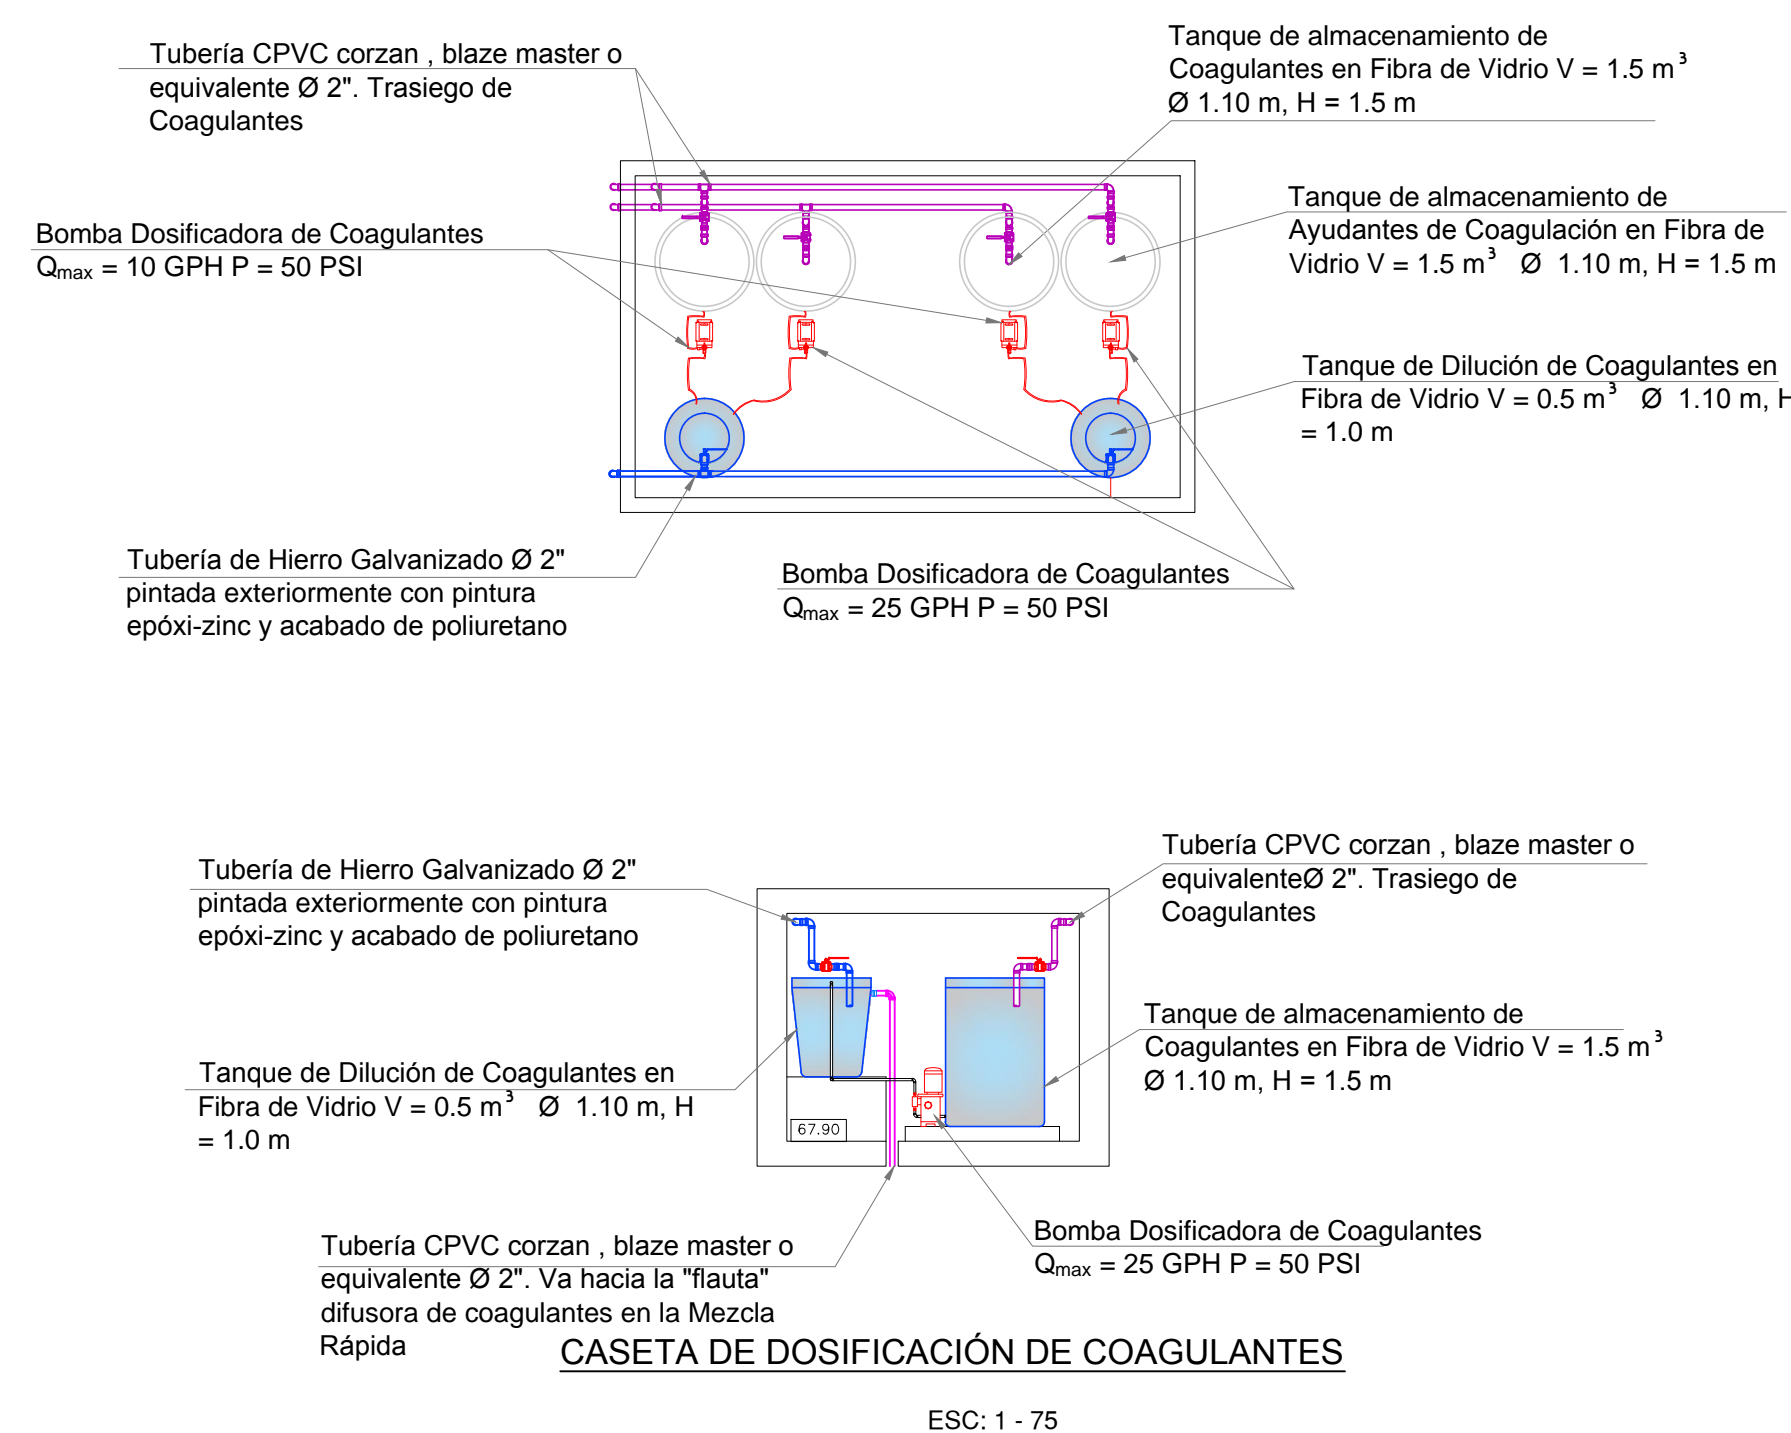 Tubería CPVC corzan , blaze master o
equivalente Ø 2". Trasiego de
Coagulantes
Tanque de almacenamiento de
Coagulantes en Fibra de Vidrio V = 1.5 m³
Ø 1.10 m, H = 1.5 m
Bomba Dosificadora de Coagulantes
Qmax = 10 GPH P = 50 PSI
Tanque de almacenamiento de
Ayudantes de Coagulación en Fibra de
Vidrio V = 1.5 m³ Ø 1.10 m, H = 1.5 m
Tanque de Dilución de Coagulantes en
Fibra de Vidrio V = 0.5 m³ Ø 1.10 m, H
= 1.0 m
Tubería de Hierro Galvanizado Ø 2"
pintada exteriormente con pintura
epóxi-zinc y acabado de poliuretano
Bomba Dosificadora de Coagulantes
Qmax = 25 GPH P = 50 PSI
Tubería de Hierro Galvanizado Ø 2"
pintada exteriormente con pintura
epóxi-zinc y acabado de poliuretano
Tubería CPVC corzan , blaze master o
equivalenteØ 2". Trasiego de
Coagulantes
Tanque de Dilución de Coagulantes en
Fibra de Vidrio V = 0.5 m³ Ø 1.10 m, H
= 1.0 m
67.90
Tanque de almacenamiento de
Coagulantes en Fibra de Vidrio V = 1.5 m³
Ø 1.10 m, H = 1.5 m
Tubería CPVC corzan , blaze master o
equivalente Ø 2". Va hacia la "flauta"
difusora de coagulantes en la Mezcla
Rápida
Bomba Dosificadora de Coagulantes
Qmax = 25 GPH P = 50 PSI
CASETA DE DOSIFICACIÓN DE COAGULANTES
ESC: 1 - 75